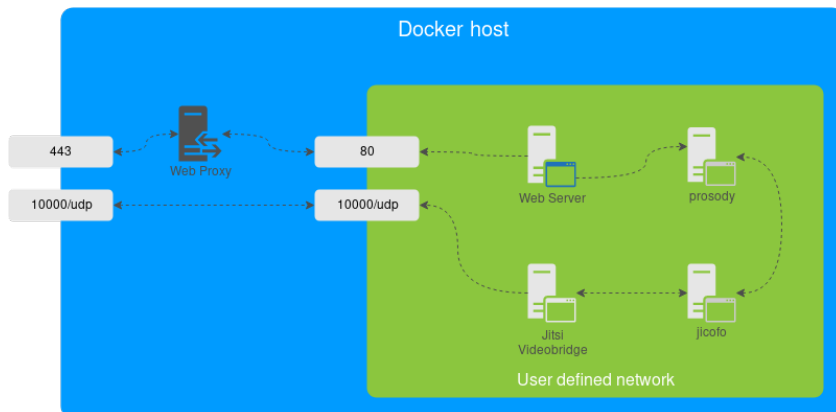 Docker host
443
Web Proxy
80
Web Server
prosody
10000/udp
10000/udp
Jitsi
Videobridge
jicofo
User defined network